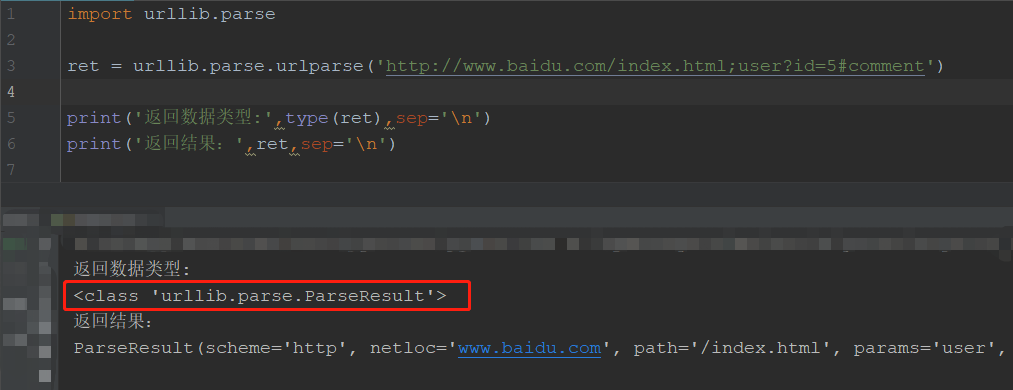 1 import urllib.parse
2
3 ret = urllib.parse.urlparse('http://www.baidu.com/index.html;user?id=5#comment')
4
5 print('返回数据类型:',type(ret),sep='\n')
6 print('返回结果：',ret,sep='\n')
7
返回数据类型:
<class 'urllib.parse.ParseResult'>
返回结果：
ParseResult(scheme='http', netloc='www.baidu.com', path='/index.html', params='user',